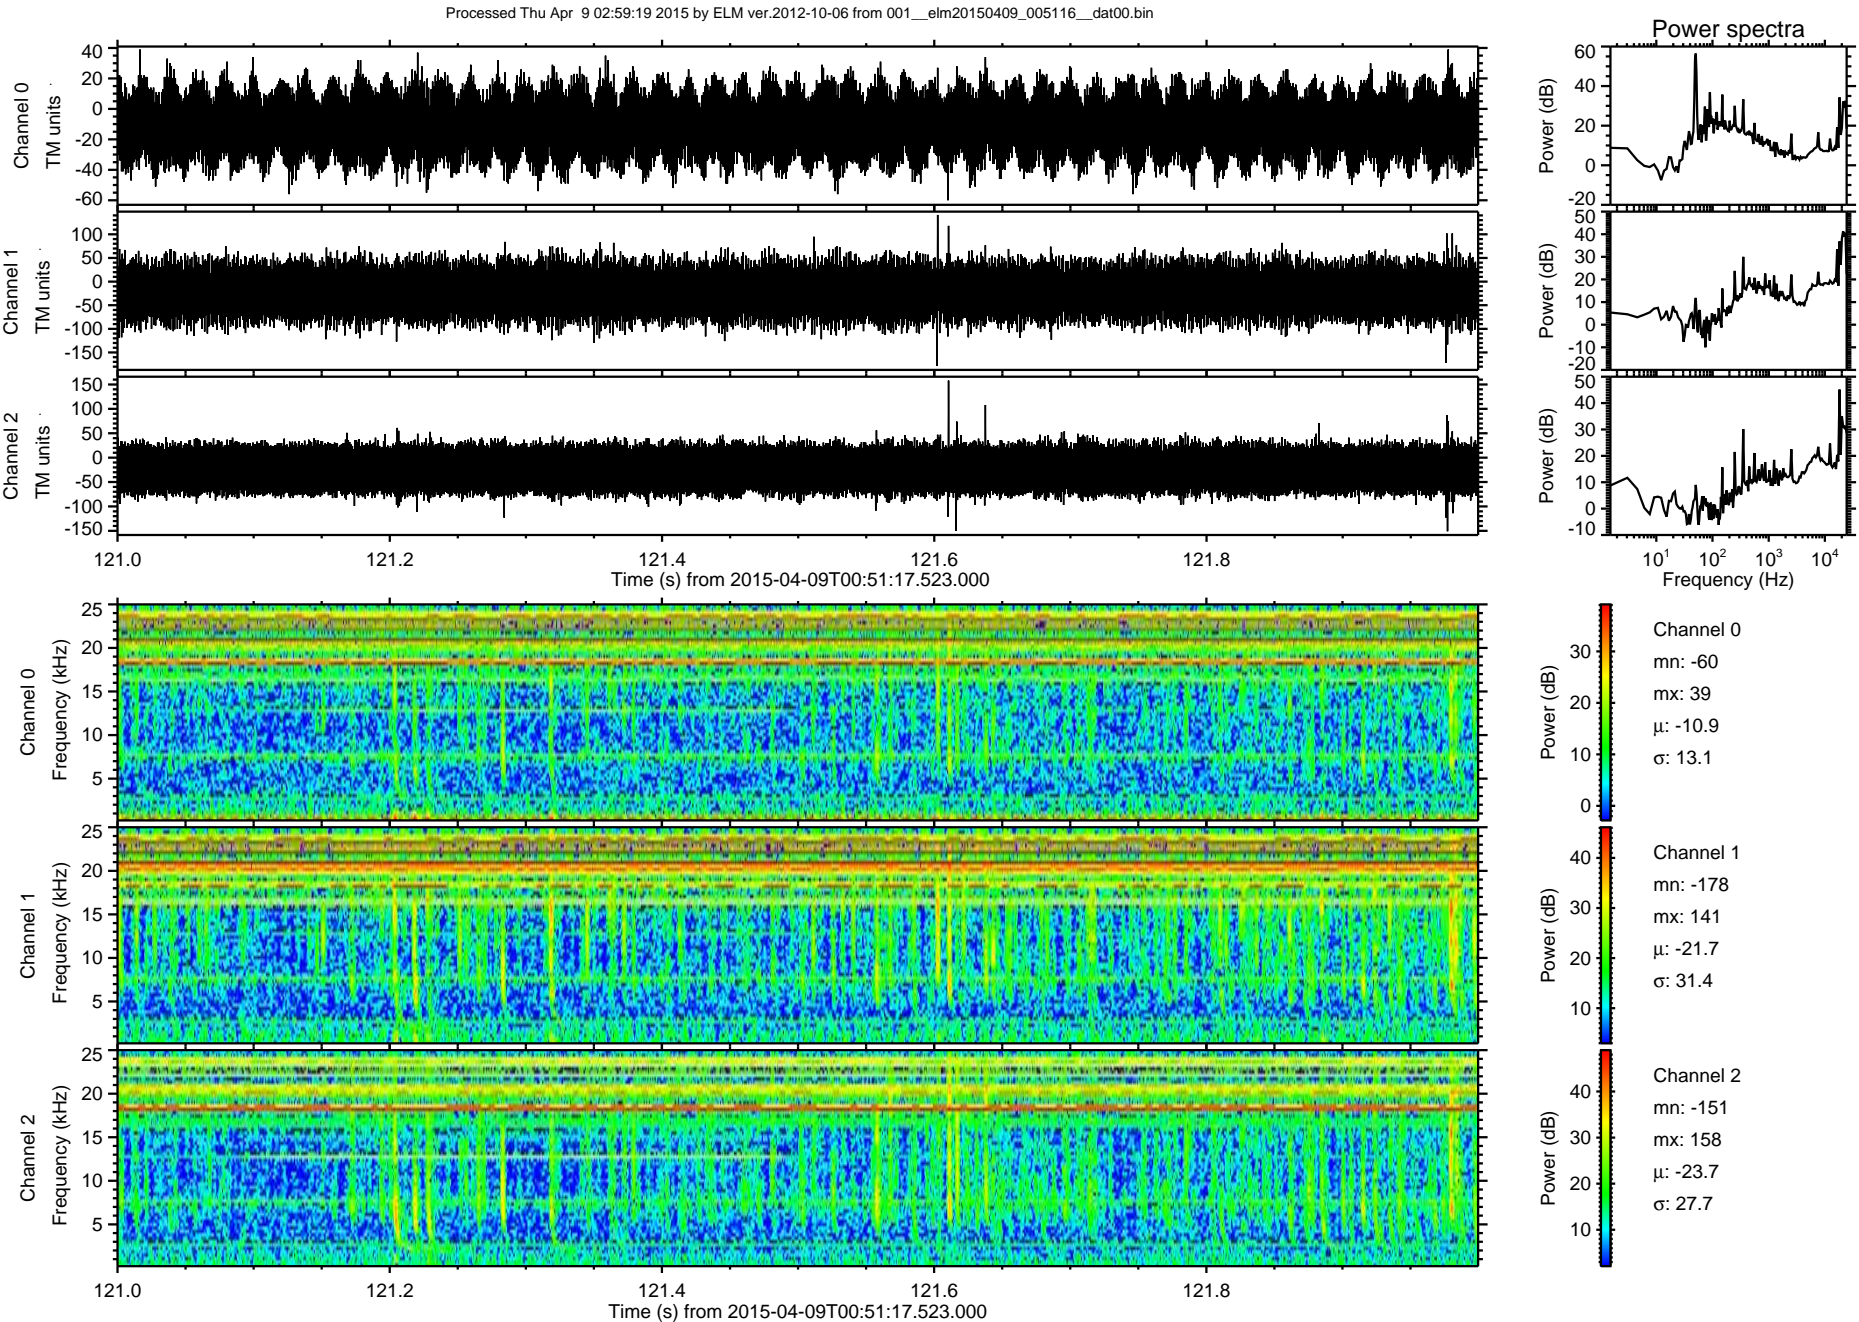 Processed Thu Apr  9 02:59:19 2015 by ELM ver.2012-10-06 from 001__elm20150409_005116__dat00.bin
Power spectra
Channel 0
TM units
40
20
0
-20
-40
-60
Power (dB)
60
40
20
0
-20
Channel 1
TM units
100
50
0
-50
-100
-150
Power (dB)
50
40
30
20
10
0
-10
-20
Channel 2
TM units
150
100
50
0
-50
-100
-150
Power (dB)
50
40
30
20
10
0
-10
121.0 121.2 121.4 121.6 121.8
Time (s) from 2015-04-09T00:51:17.523.000
10^1 10^2 10^3 10^4
Frequency (Hz)
Channel 0
Frequency (kHz)
25
20
15
10
5
Power (dB)
30
20
10
0
Channel 0
mn: -60
mx: 39
μ: -10.9
σ: 13.1
Channel 1
Frequency (kHz)
25
20
15
10
5
Power (dB)
40
30
20
10
Channel 1
mn: -178
mx: 141
μ: -21.7
σ: 31.4
Channel 2
Frequency (kHz)
25
20
15
10
5
Power (dB)
40
30
20
10
Channel 2
mn: -151
mx: 158
μ: -23.7
σ: 27.7
121.0 121.2 121.4 121.6 121.8
Time (s) from 2015-04-09T00:51:17.523.000